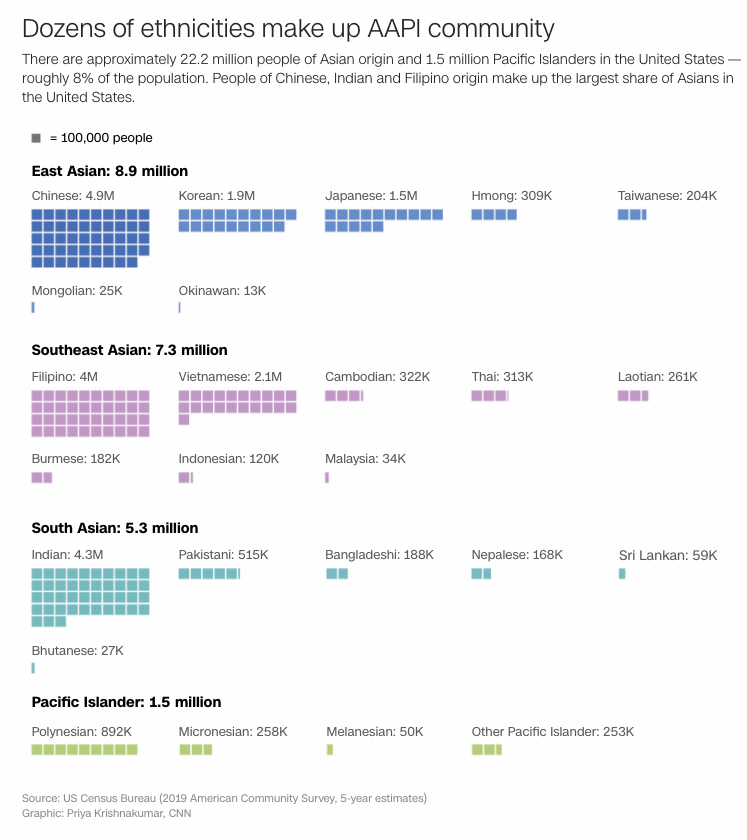 Dozens of ethnicities make up AAPI community
There are approximately 22.2 million people of Asian origin and 1.5 million Pacific Islanders in the United States —
roughly 8% of the population. People of Chinese, Indian and Filipino origin make up the largest share of Asians in
the United States.
= 100,000 people
East Asian: 8.9 million
Chinese: 4.9M Korean: 1.9M Japanese: 1.5M Hmong: 309K Taiwanese: 204K
Mongolian: 25K Okinawan: 13K
Southeast Asian: 7.3 million
Filipino: 4M Vietnamese: 2.1M Cambodian: 322K Thai: 313K Laotian: 261K
Burmese: 182K Indonesian: 120K Malaysia: 34K
South Asian: 5.3 million
Indian: 4.3M Pakistani: 515K Bangladeshi: 188K Nepalese: 168K Sri Lankan: 59K
Bhutanese: 27K
Pacific Islander: 1.5 million
Polynesian: 892K Micronesian: 258K Melanesian: 50K Other Pacific Islander: 253K
Source: US Census Bureau (2019 American Community Survey, 5-year estimates)
Graphic: Priya Krishnakumar, CNN